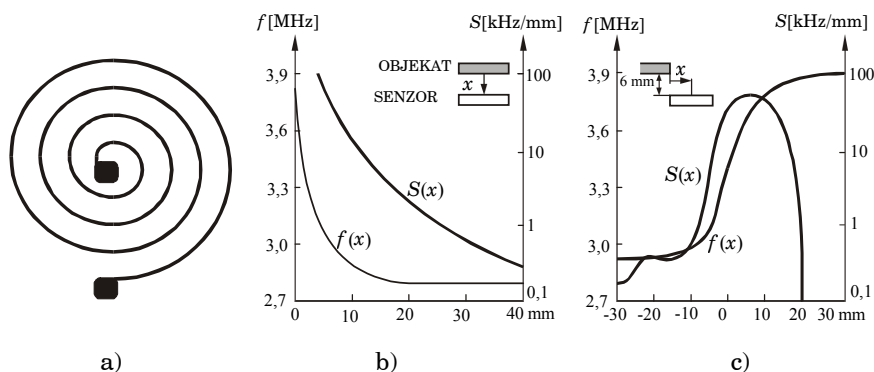 f [MHz]
S[kHz/mm]
3,9
3,6
3,3
3,0
2,7
100
10
1
0,1
OBJEKAT
x
SENZOR
S(x)
f (x)
0
10
20
30
40 mm
f [MHz]
S[kHz/mm]
3,9
3,6
3,3
3,0
2,7
100
10
1
0,1
x
6 mm
S(x)
f (x)
-30
-20
-10
0
10
20
30 mm
a)
b)
c)